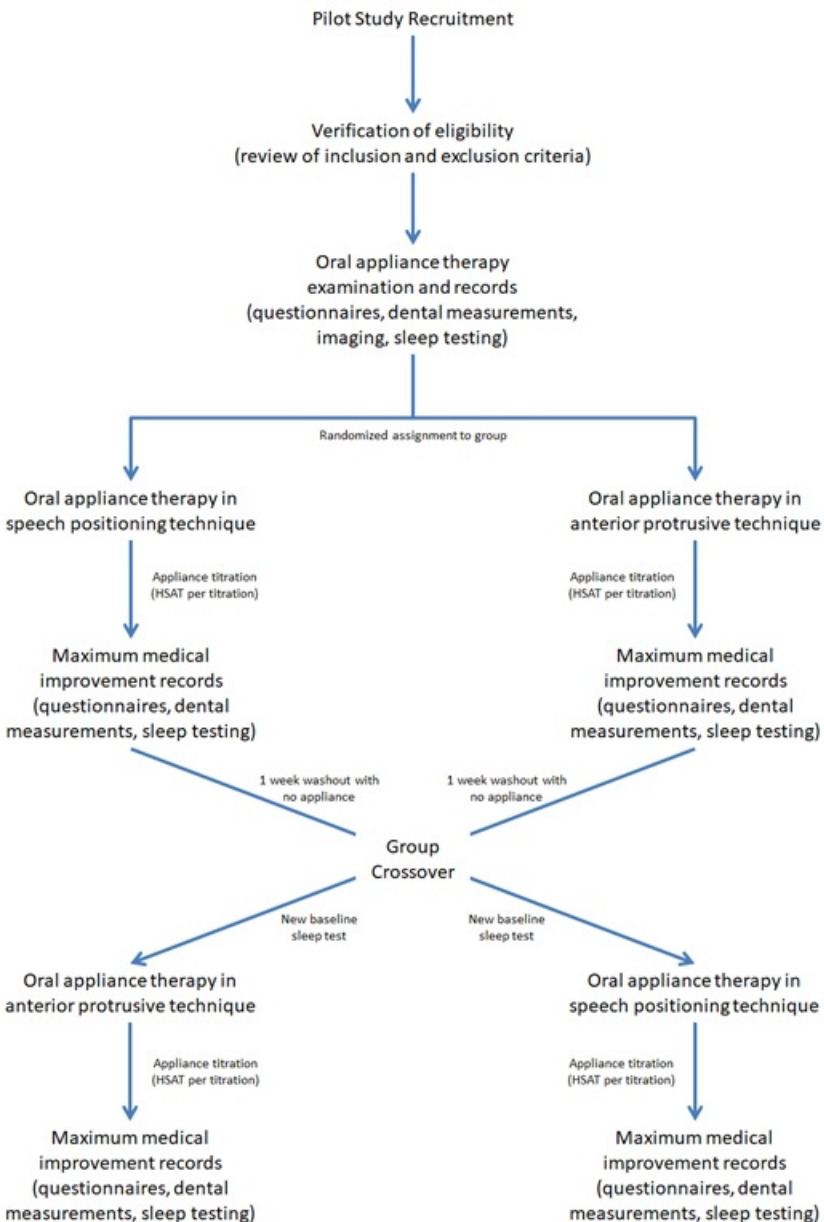 Pilot Study Recruitment
Verification of eligibility
(review of inclusion and exclusion criteria)
Oral appliance therapy
examination and records
(questionnaires, dental measurements,
imaging, sleep testing)
Randomized assignment to group
Oral appliance therapy in
speech positioning technique
Oral appliance therapy in
anterior protrusive technique
Appliance titration
(HSAT per titration)
Appliance titration
(HSAT per titration)
Maximum medical
improvement records
(questionnaires, dental
measurements, sleep testing)
Maximum medical
improvement records
(questionnaires, dental
measurements, sleep testing)
1 week washout with
no appliance
1 week washout with
no appliance
Group
Crossover
New baseline
sleep test
New baseline
sleep test
Oral appliance therapy in
anterior protrusive technique
Oral appliance therapy in
speech positioning technique
Appliance titration
(HSAT per titration)
Appliance titration
(HSAT per titration)
Maximum medical
improvement records
(questionnaires, dental
measurements, sleep testing)
Maximum medical
improvement records
(questionnaires, dental
measurements, sleep testing)